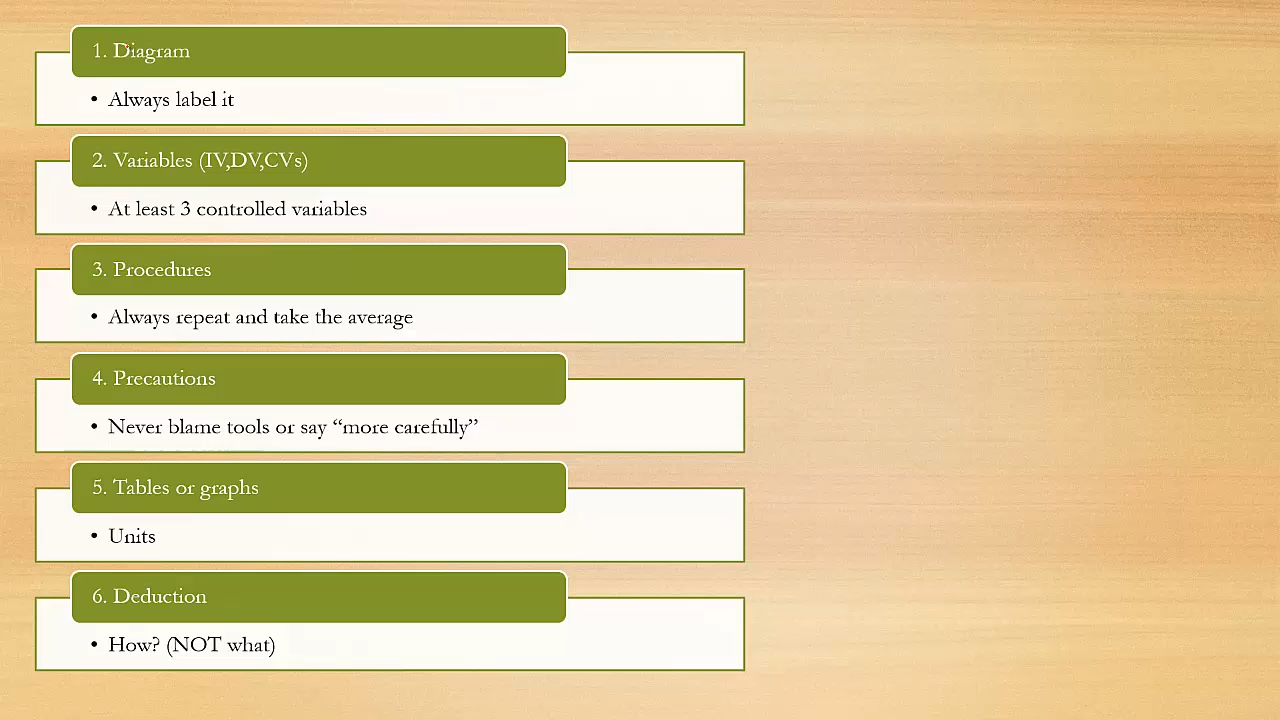 1. Diagram
• Always label it
2. Variables (IV,DV,CVs)
• At least 3 controlled variables
3. Procedures
• Always repeat and take the average
4. Precautions
• Never blame tools or say “more carefully”
5. Tables or graphs
• Units
6. Deduction
• How? (NOT what)